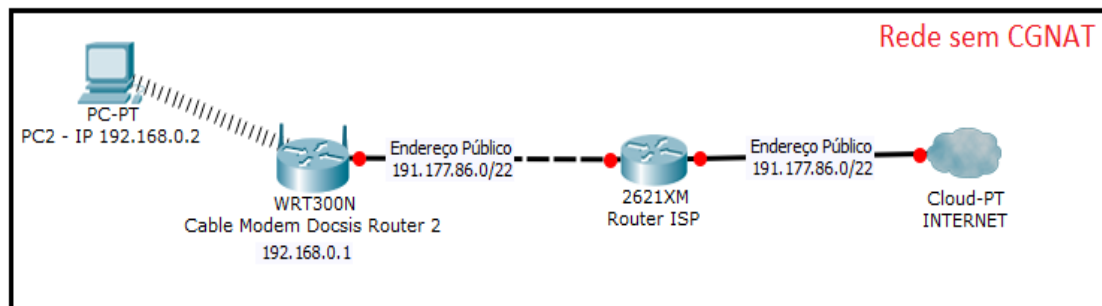 Rede sem CGNAT
PC-PT
PC2 - IP 192.168.0.2
WRT300N
Cable Modem Docsis Router 2
192.168.0.1
Endereço Público
191.177.86.0/22
2621XM
Router ISP
Endereço Público
191.177.86.0/22
Cloud-PT
INTERNET